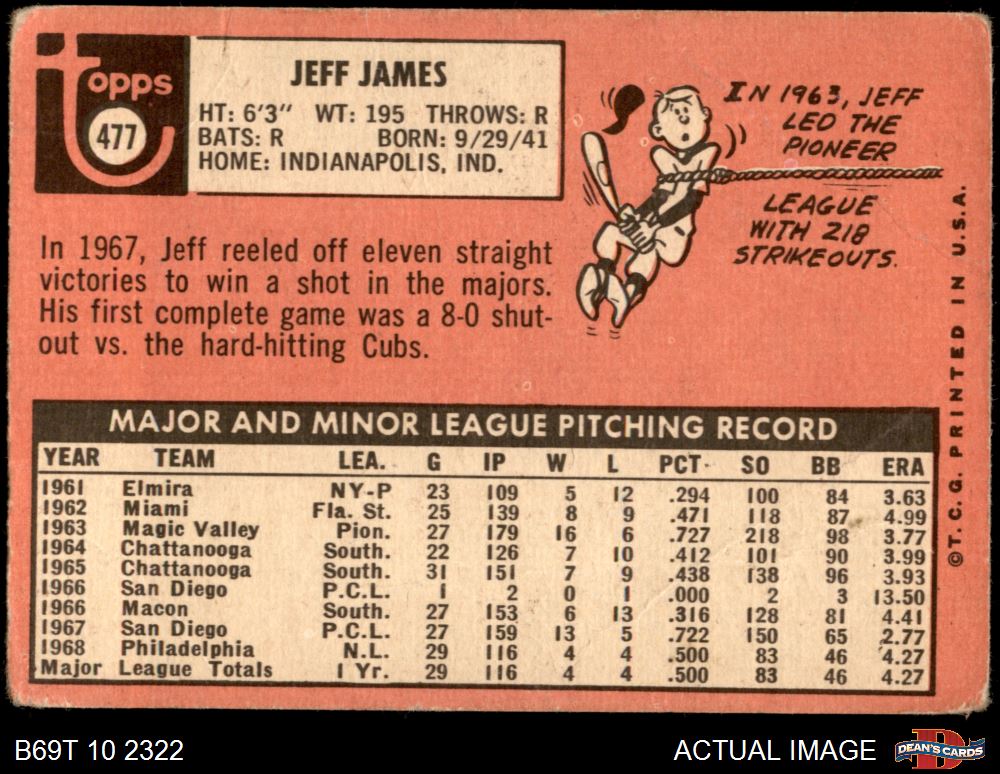 Topps
477
JEFF JAMES
HT: 6'3" WT: 195 THROWS: R
BATS: R BORN: 9/29/41
HOME: INDIANAPOLIS, IND.
In 1967, Jeff reeled off eleven straight
victories to win a shot in the majors.
His first complete game was a 8-0 shut-
out vs. the hard-hitting Cubs.
IN 1963, JEFF
LED THE
PIONEER
LEAGUE
WITH 218
STRIKEOUTS.
©T.C.G. PRINTED IN U.S.A.
MAJOR AND MINOR LEAGUE PITCHING RECORD
YEAR TEAM LEA. G IP W L PCT. SO BB ERA
1961 Elmira NY-P 23 109 5 12 .294 100 84 3.63
1962 Miami Fla. St. 25 139 8 9 .471 118 87 4.99
1963 Magic Valley Pion. 27 179 16 6 .727 218 98 3.77
1964 Chattanooga South. 22 126 7 10 .412 101 90 3.99
1965 Chattanooga South. 31 151 7 9 .438 138 96 3.93
1966 San Diego P.C.L. 1 2 0 1 .000 2 3 13.50
1966 Macon South. 27 153 6 13 .316 128 81 4.41
1967 San Diego P.C.L. 27 159 13 5 .722 150 65 2.77
1968 Philadelphia N.L. 29 116 4 4 .500 83 46 4.27
Major League Totals 1 Yr. 29 116 4 4 .500 83 46 4.27
B69T 10 2322
ACTUAL IMAGE
DEAN'S CARDS